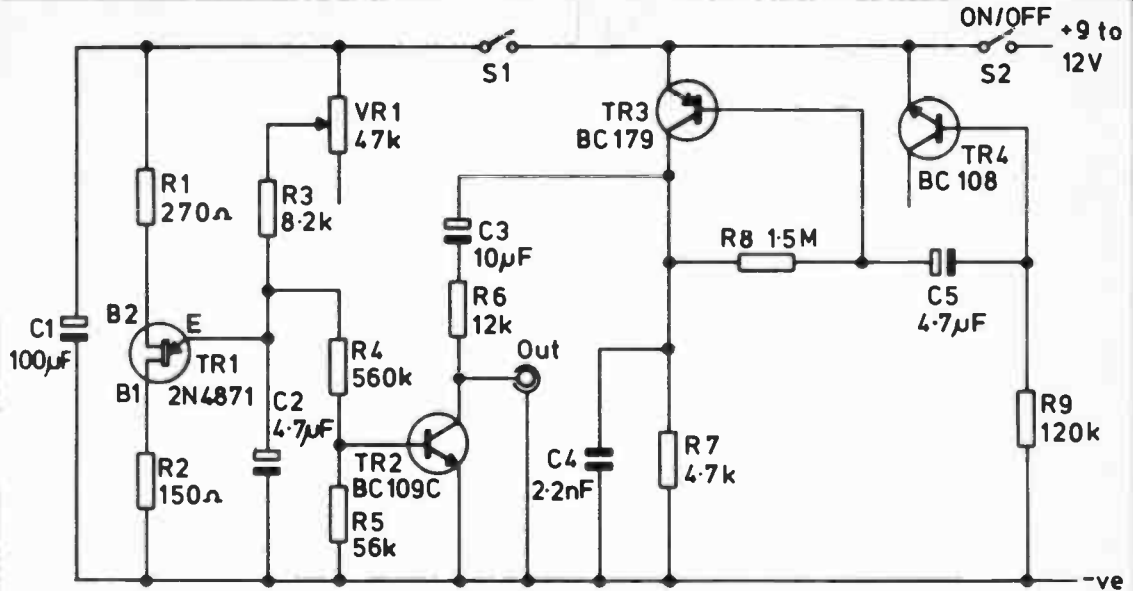 ON/OFF
+9 to
12V
S1
S2
VR1
47k
TR3
BC179
TR4
BC 108
R1
270Ω
R3
8·2k
C3
10µF
R8 1·5M
B2
E
R6
12k
C5
4·7µF
C1
100µF
TR1
2N4871
B1
R4
560k
Out
C2
4·7µF
R9
120k
R2
150Ω
TR2
BC109C
C4
2·2nF
R7
4·7k
R5
56k
-ve